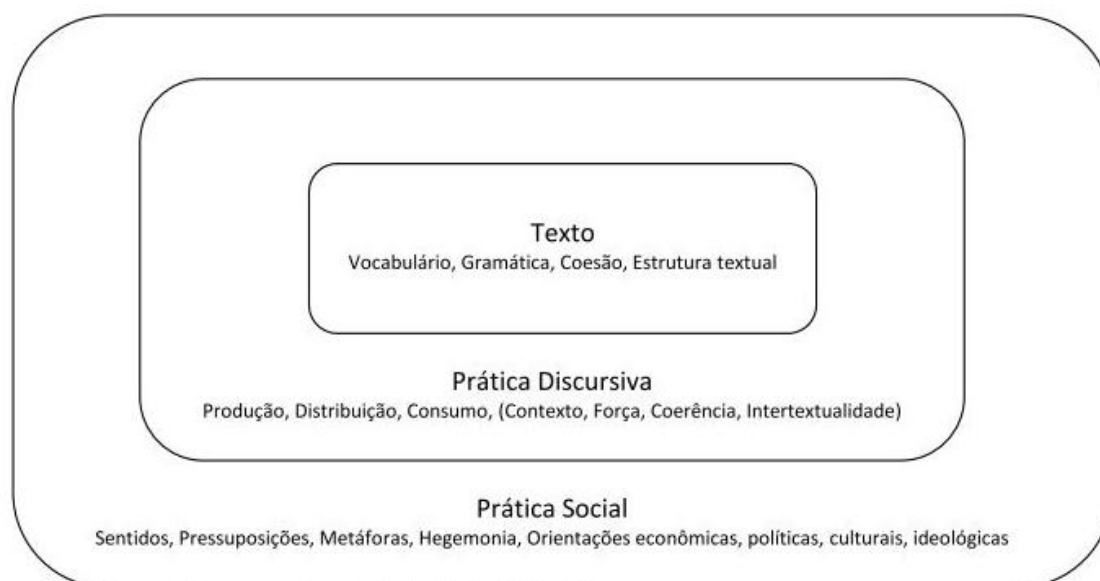 Texto
Vocabulário, Gramática, Coesão, Estrutura textual
Prática Discursiva
Produção, Distribuição, Consumo, (Contexto, Força, Coerência, Intertextualidade)
Prática Social
Sentidos, Pressuposições, Metáforas, Hegemonia, Orientações econômicas, políticas, culturais, ideológicas